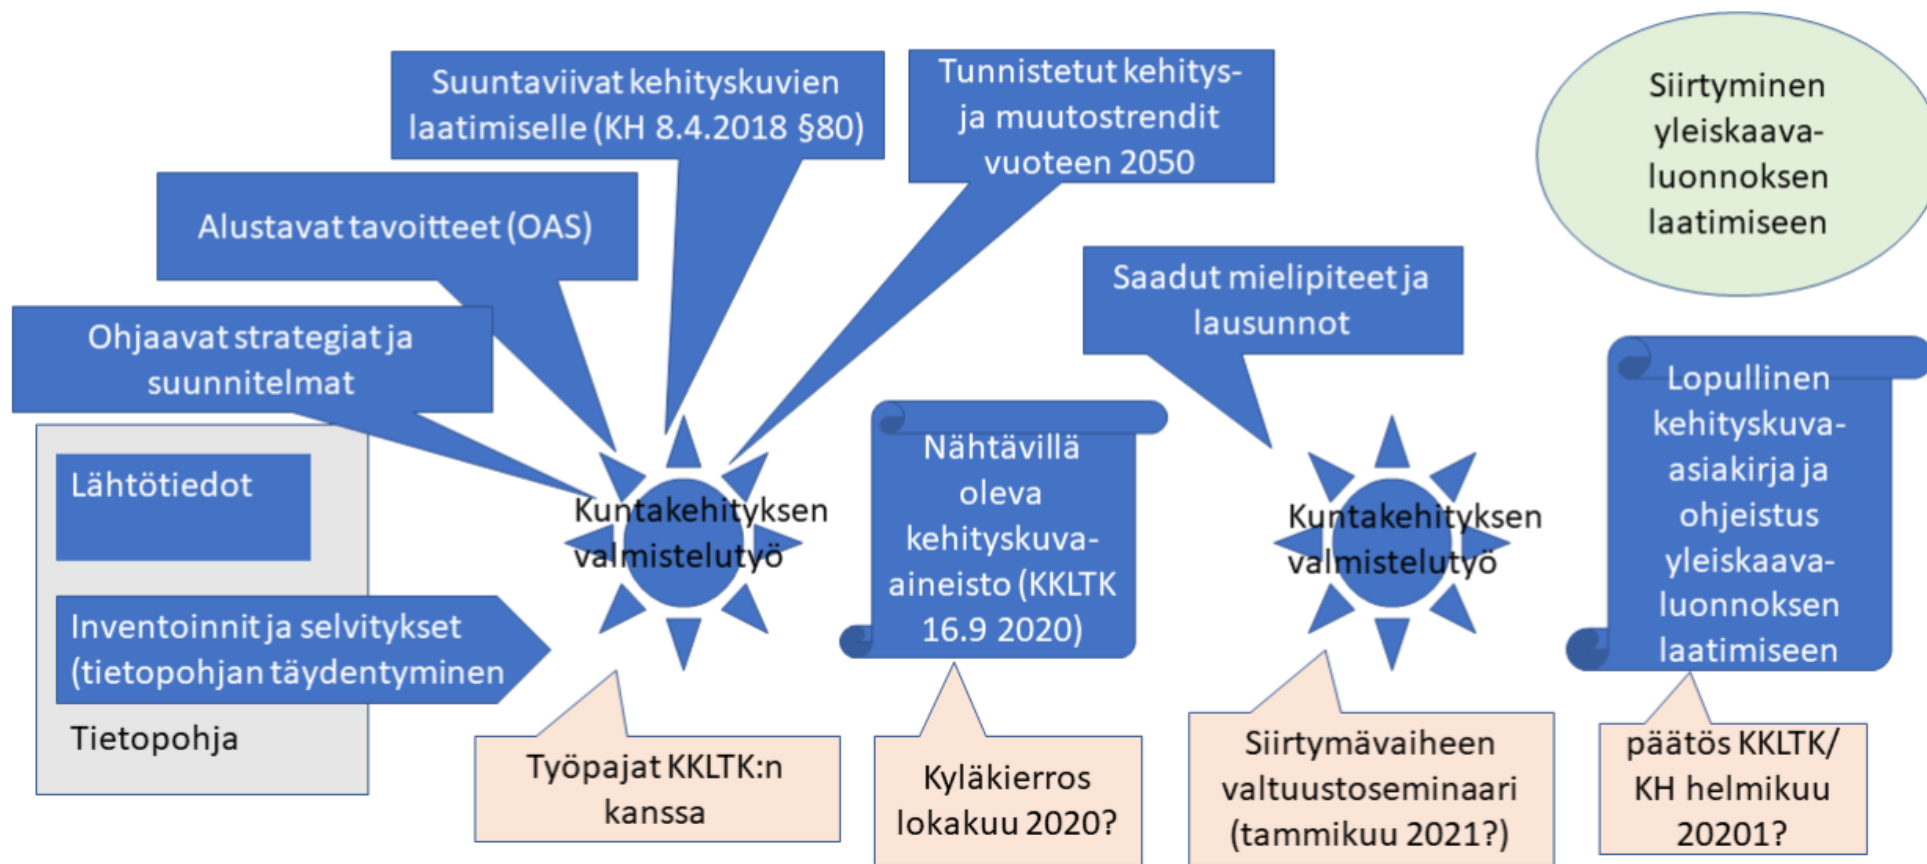 Suuntaviivat kehityskuvien
laatimiselle (KH 8.4.2018 §80)
Tunnistetut kehitys-
ja muutostrendit
vuoteen 2050
Siirtyminen
yleiskaava-
luonnoksen
laatimiseen
Alustavat tavoitteet (OAS)
Saadut mielipiteet ja
lausunnot
Ohjaavat strategiat ja
suunnitelmat
Lähtötiedot
Inventoinnit ja selvitykset
(tietopohjan täydentyminen
Tietopohja
Kuntakehityksen
valmistelutyö
Nähtävillä
oleva
kehityskuva-
aineisto (KKLTK
16.9 2020)
Kuntakehityksen
valmistelutyö
Lopullinen
kehityskuva-
asiakirja ja
ohjeistus
yleiskaava-
luonnoksen
laatimiseen
Työpajat KKLTK:n
kanssa
Kyläkierros
lokakuu 2020?
Siirtymävaiheen
valtuustoseminaari
(tammikuu 2021?)
päätös KKLTK/
KH helmikuu
20201?